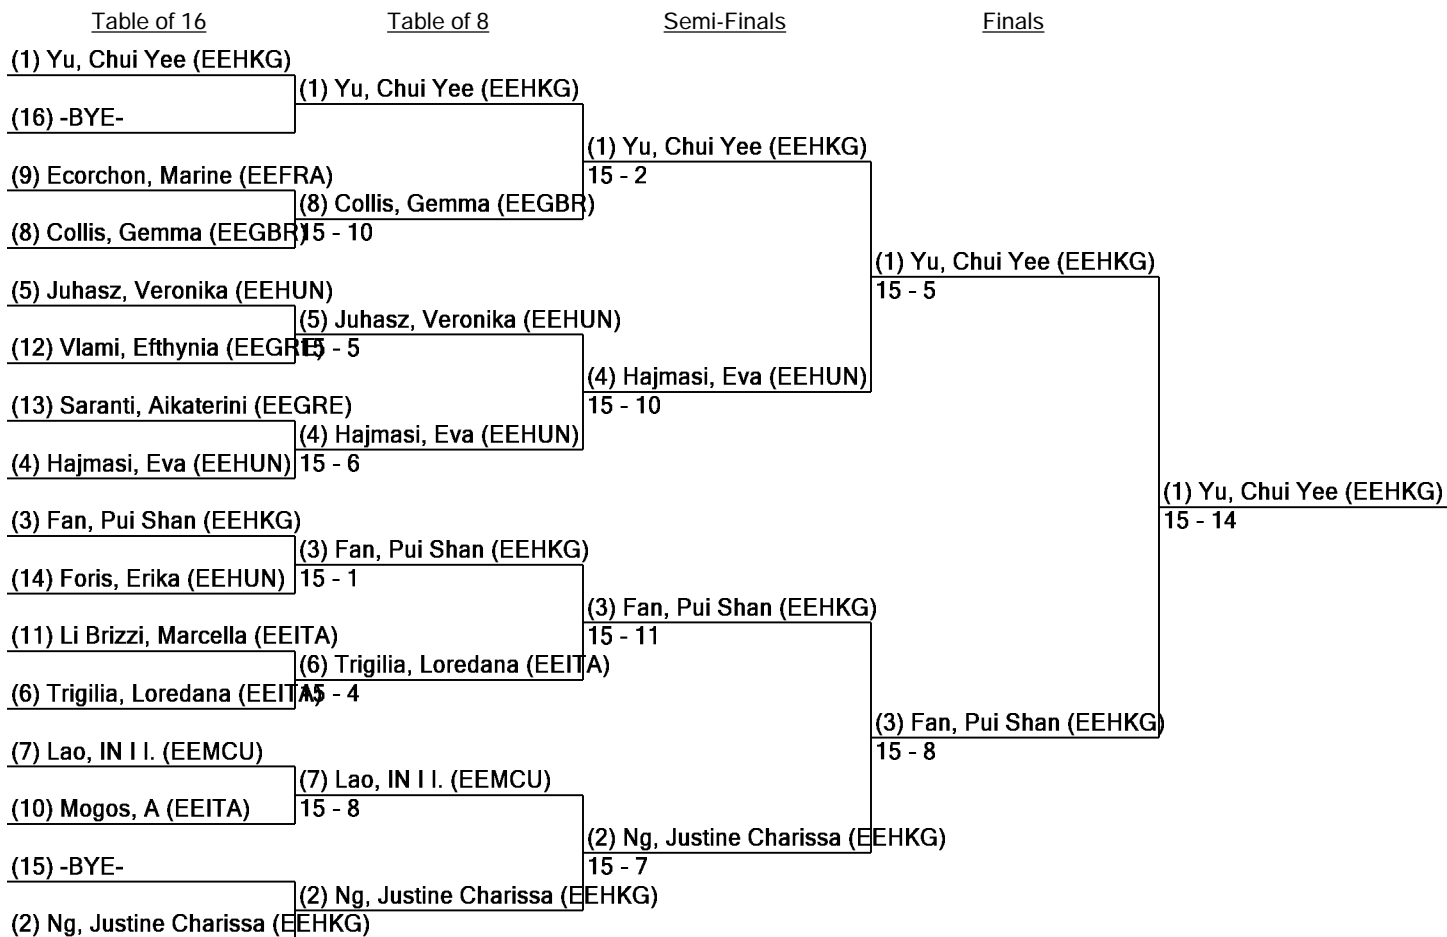 Table of 16
Table of 8
Semi-Finals
Finals
(1) Yu, Chui Yee (EEHKG)
(1) Yu, Chui Yee (EEHKG)
(16) -BYE-
(1) Yu, Chui Yee (EEHKG)
15 - 2
(9) Ecorchon, Marine (EEFRA)
(8) Collis, Gemma (EEGBR)
15 - 10
(8) Collis, Gemma (EEGBR)
(1) Yu, Chui Yee (EEHKG)
15 - 5
(5) Juhasz, Veronika (EEHUN)
(5) Juhasz, Veronika (EEHUN)
15 - 5
(12) Vlami, Efthynia (EEGRE)
(4) Hajmasi, Eva (EEHUN)
15 - 10
(13) Saranti, Aikaterini (EEGRE)
(4) Hajmasi, Eva (EEHUN)
15 - 6
(4) Hajmasi, Eva (EEHUN)
(1) Yu, Chui Yee (EEHKG)
15 - 14
(3) Fan, Pui Shan (EEHKG)
(3) Fan, Pui Shan (EEHKG)
15 - 1
(14) Foris, Erika (EEHUN)
(3) Fan, Pui Shan (EEHKG)
15 - 11
(11) Li Brizzi, Marcella (EEITA)
(6) Trigilia, Loredana (EEITA)
15 - 4
(6) Trigilia, Loredana (EEITA)
(3) Fan, Pui Shan (EEHKG)
15 - 8
(7) Lao, IN I I. (EEMCU)
(7) Lao, IN I I. (EEMCU)
15 - 8
(10) Mogos, A (EEITA)
(2) Ng, Justine Charissa (EEHKG)
15 - 7
(15) -BYE-
(2) Ng, Justine Charissa (EEHKG)
(2) Ng, Justine Charissa (EEHKG)